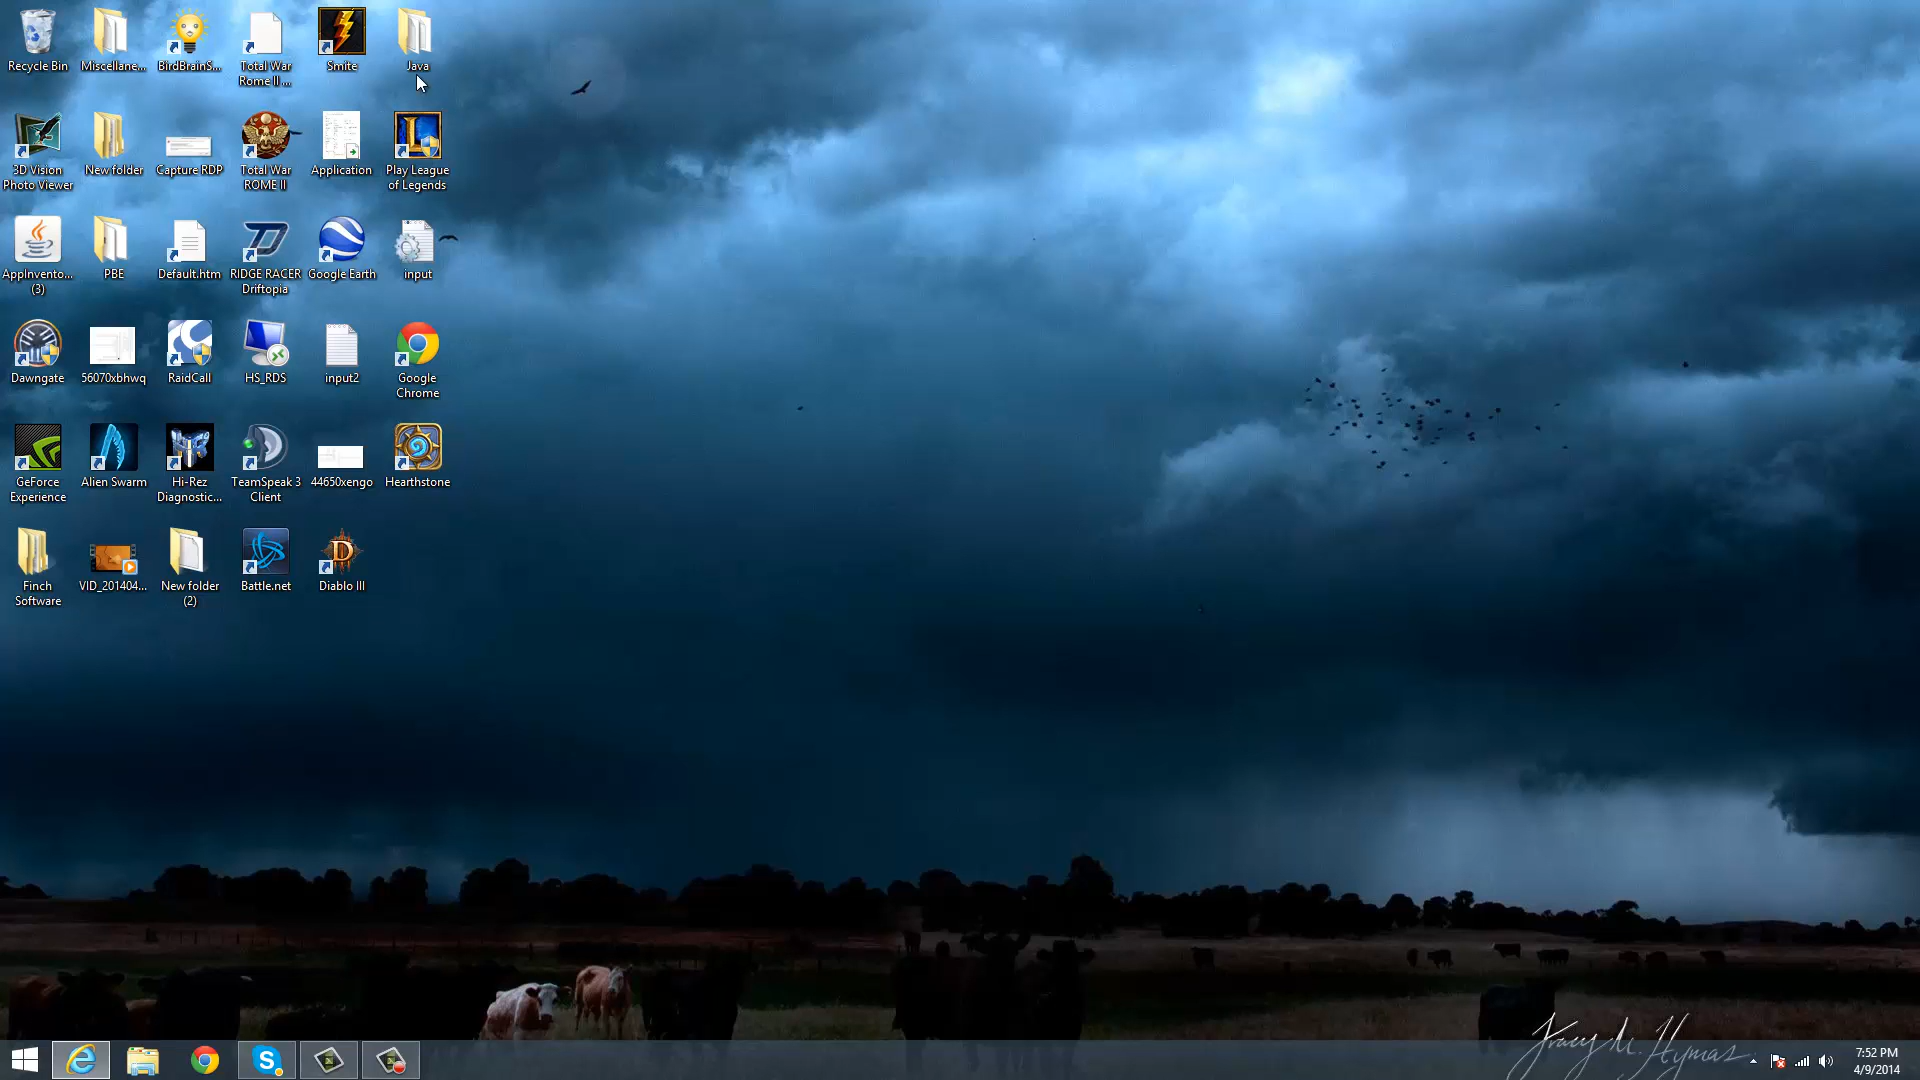 Recycle Bin
Miscellane...
BirdBrainS...
Total War
Rome II ...
Smite
Java
3D Vision
Photo Viewer
New folder
Capture RDP
Total War
ROME II
Application
Play League
of Legends
AppInvento...
(3)
PBE
Default.htm
RIDGE RACER
Driftopia
Google Earth
input
Dawngate
56070xbhwq
RaidCall
HS_RDS
input2
Google
Chrome
GeForce
Experience
Alien Swarm
Hi-Rez
Diagnostic...
TeamSpeak 3
Client
44650xengo
Hearthstone
Finch
Software
VID_201404...
New folder
(2)
Battle.net
Diablo III
Tracy M. Hymas
7:52 PM
4/9/2014